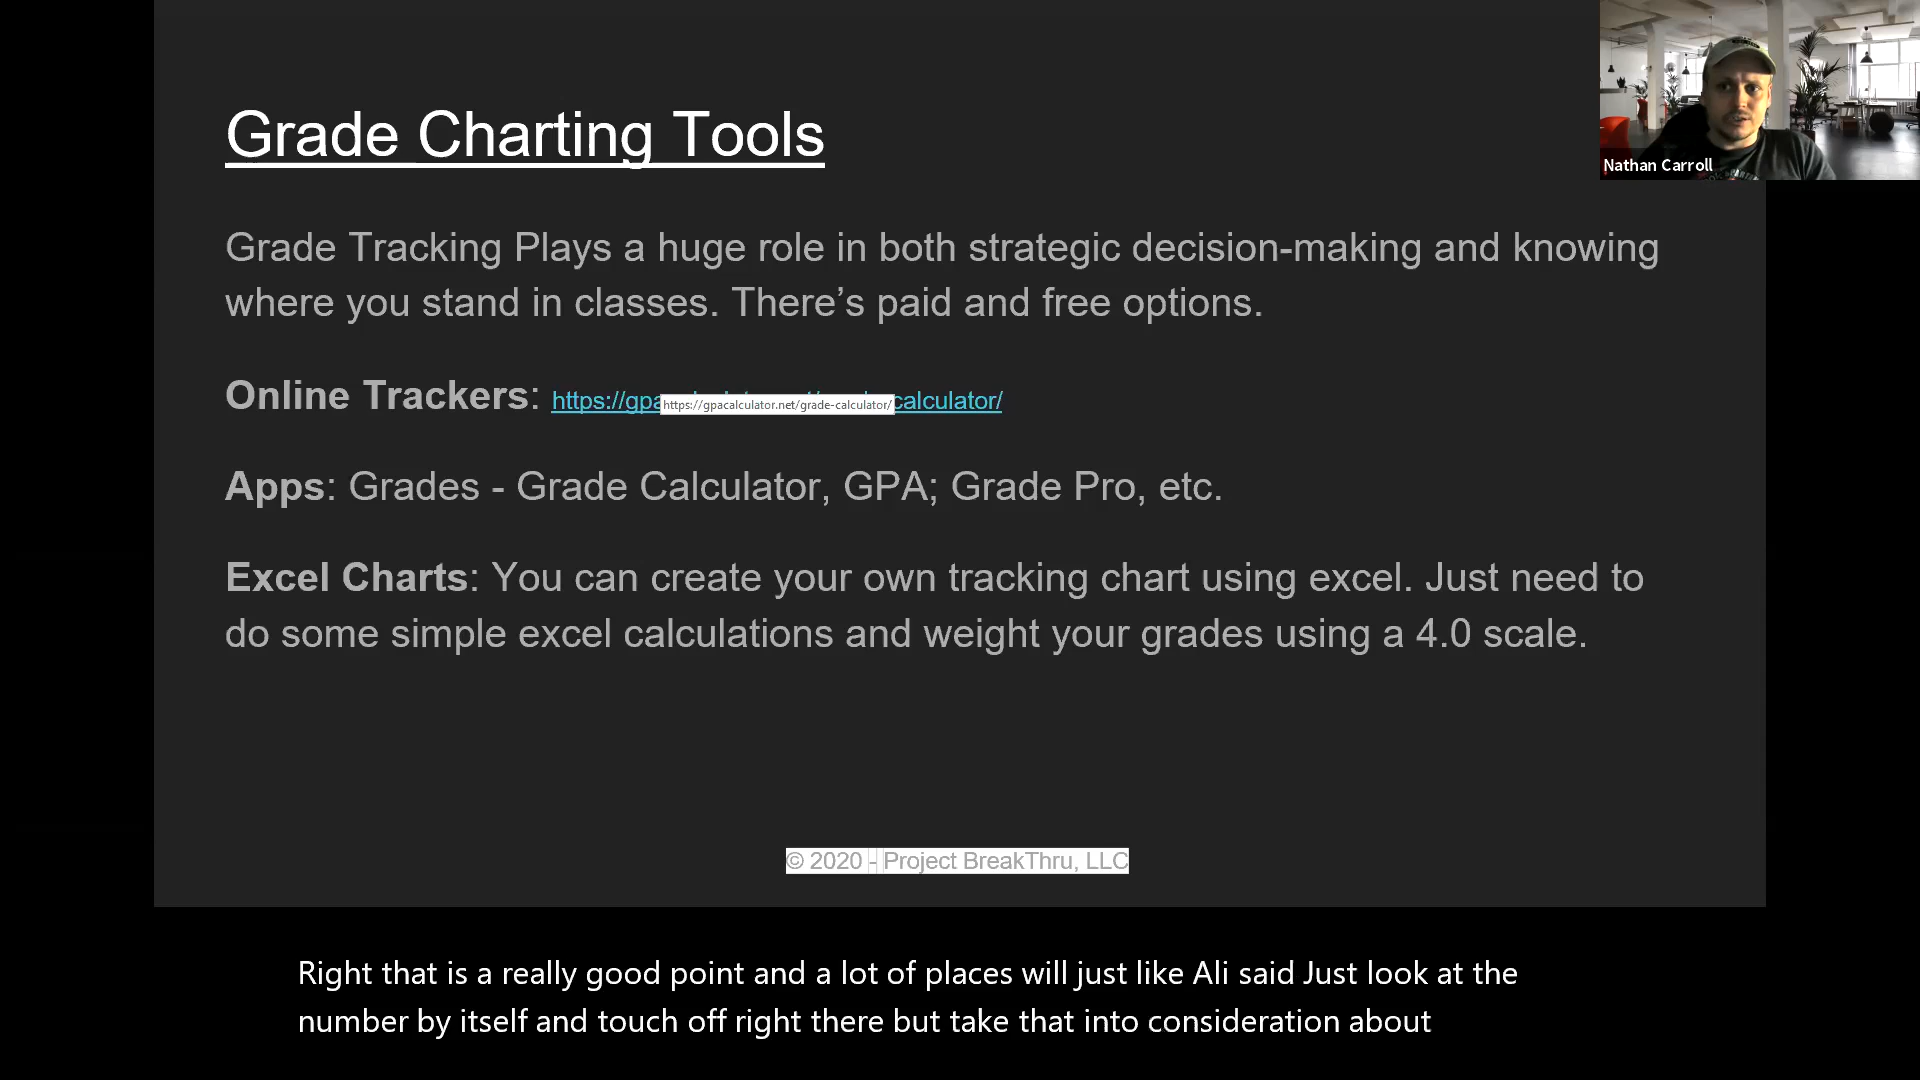 Grade Charting Tools
Nathan Carroll
Grade Tracking Plays a huge role in both strategic decision-making and knowing
where you stand in classes. There’s paid and free options.
Online Trackers: https://gpa calculator/
https://gpacalculator.net/grade-calculator/
Apps: Grades - Grade Calculator, GPA; Grade Pro, etc.
Excel Charts: You can create your own tracking chart using excel. Just need to
do some simple excel calculations and weight your grades using a 4.0 scale.
© 2020 - Project BreakThru, LLC
Right that is a really good point and a lot of places will just like Ali said Just look at the
number by itself and touch off right there but take that into consideration about